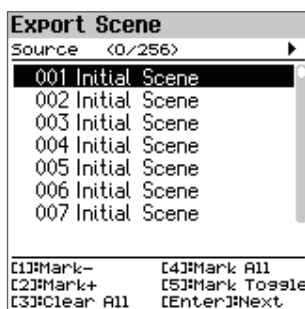 Export Scene
Source (0/256)
001 Initial Scene
002 Initial Scene
003 Initial Scene
004 Initial Scene
005 Initial Scene
006 Initial Scene
007 Initial Scene
[1]:Mark- [4]:Mark All
[2]:Mark+ [5]:Mark Toggle
[3]:Clear All [Enter]:Next